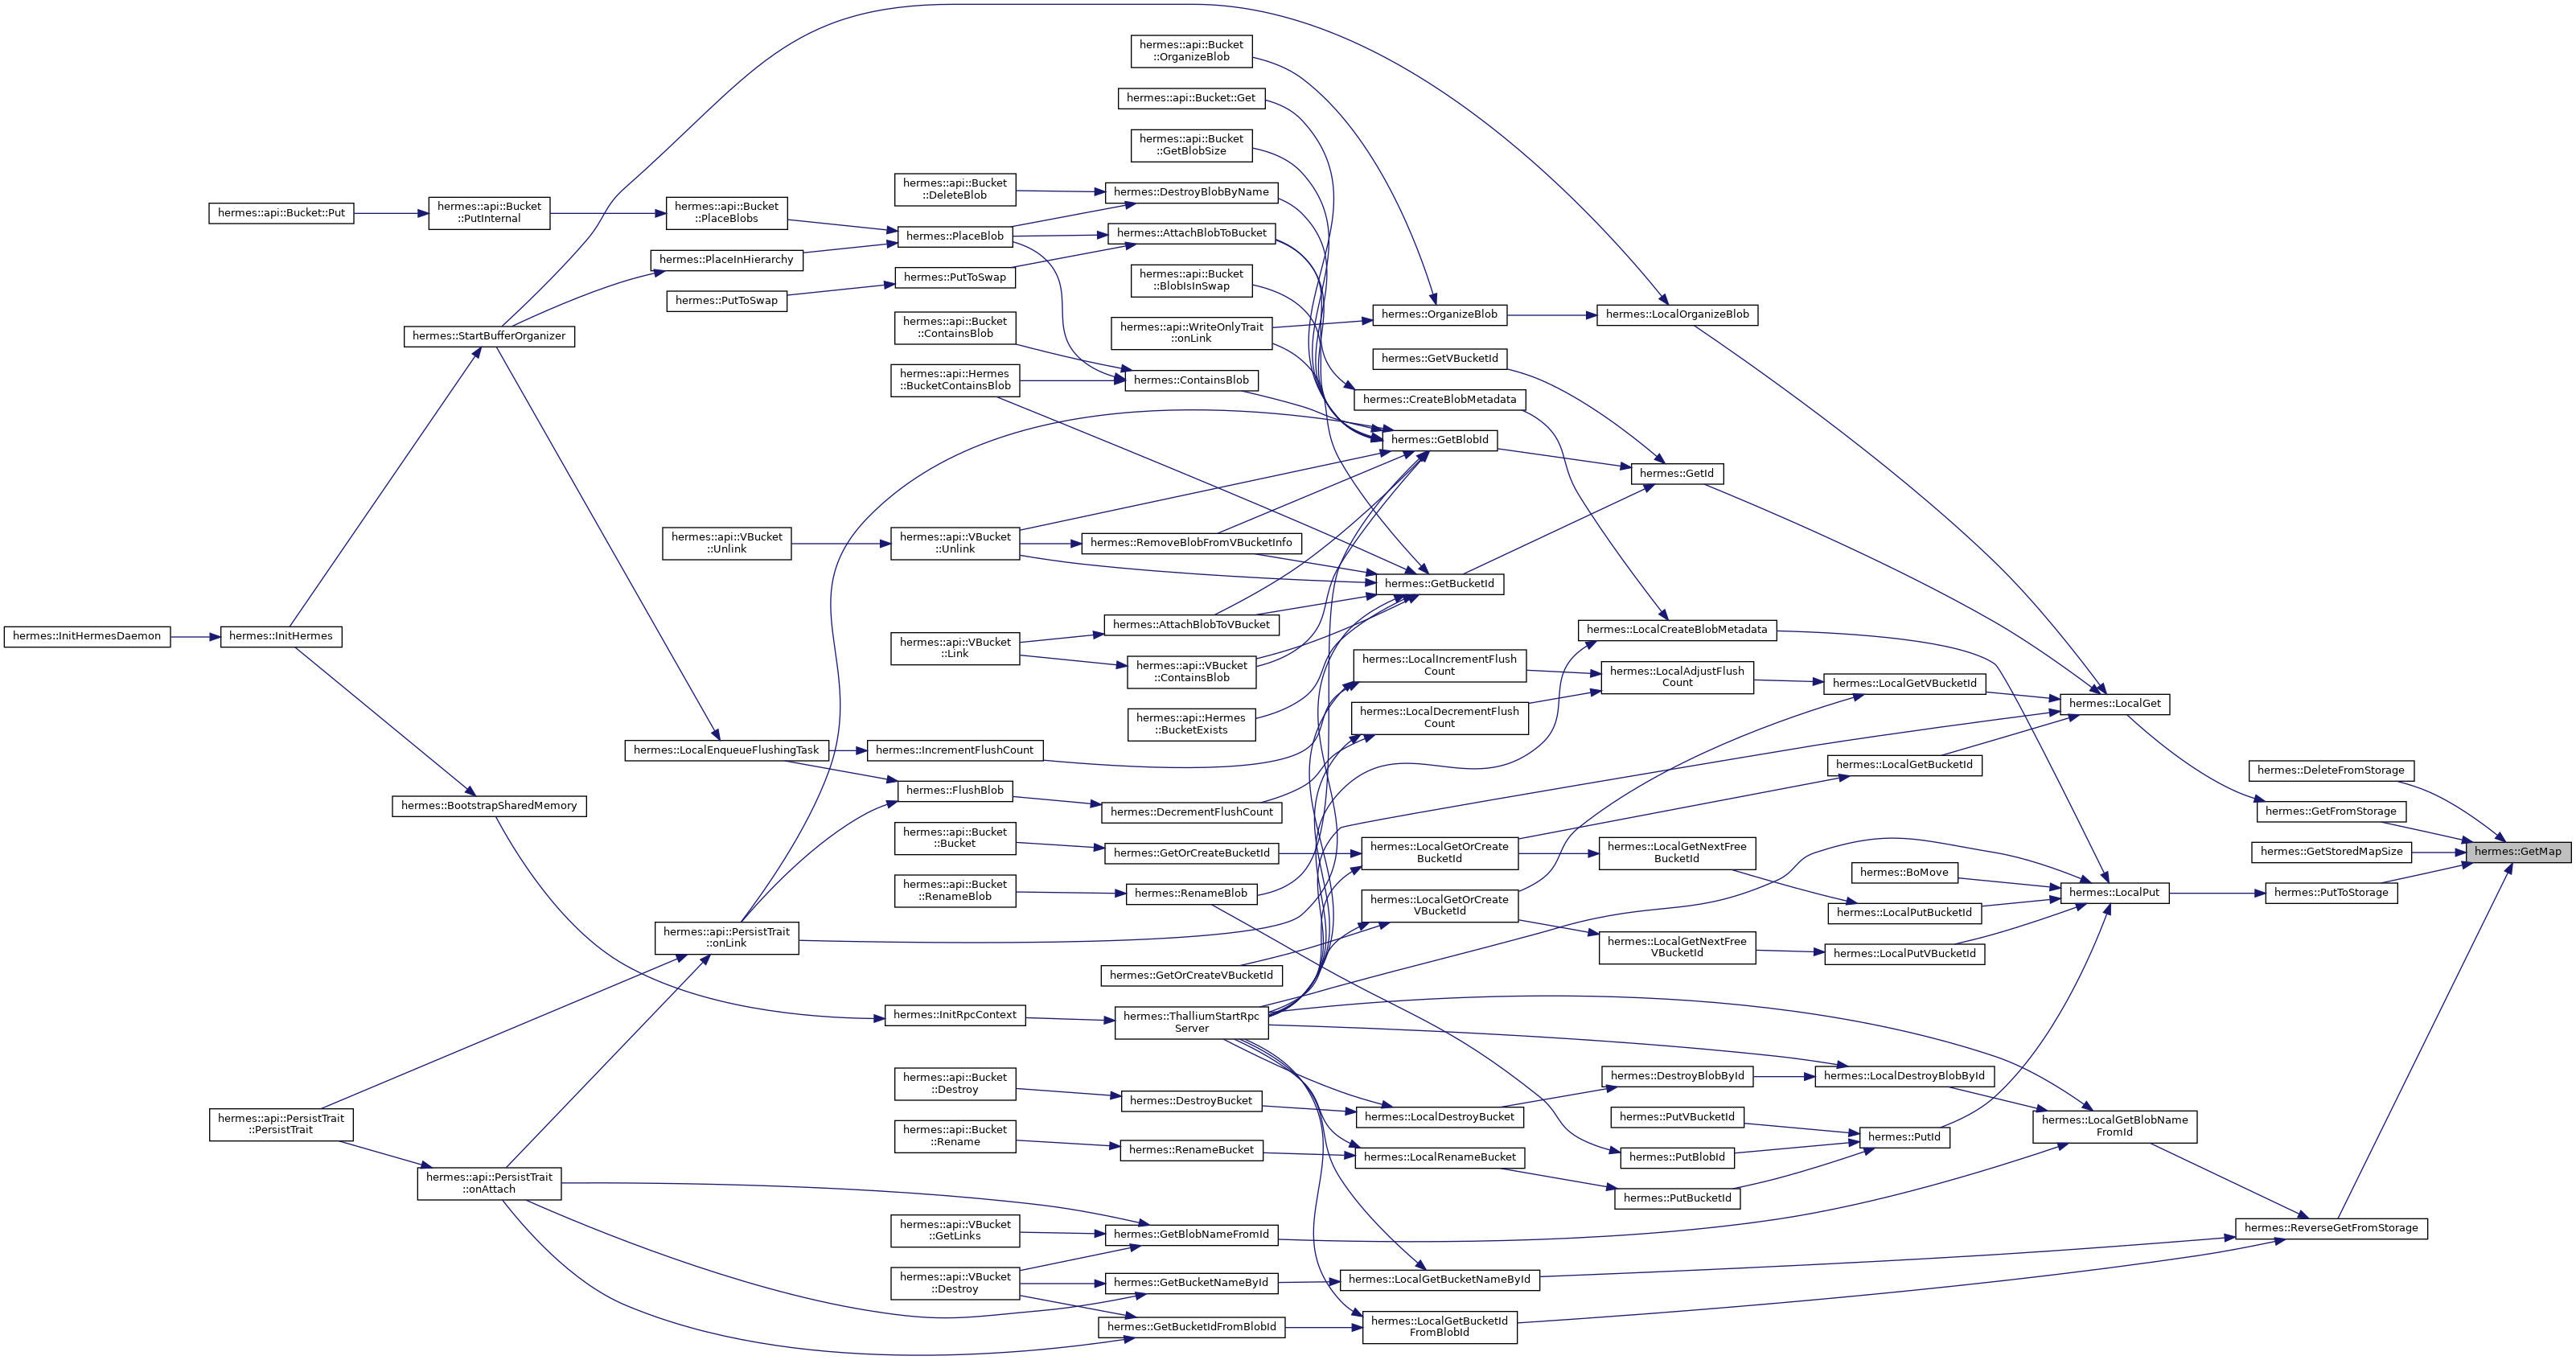 hermes::api::Bucket
::OrganizeBlob
hermes::api::Bucket::Get
hermes::api::Bucket
::GetBlobSize
hermes::api::Bucket
::DeleteBlob
hermes::DestroyBlobByName
hermes::api::Bucket::Put
hermes::api::Bucket
::PutInternal
hermes::api::Bucket
::PlaceBlobs
hermes::PlaceBlob
hermes::AttachBlobToBucket
hermes::PlaceInHierarchy
hermes::PutToSwap
hermes::api::Bucket
::BlobIsInSwap
hermes::PutToSwap
hermes::StartBufferOrganizer
hermes::api::Bucket
::ContainsBlob
hermes::api::WriteOnlyTrait
::onLink
hermes::OrganizeBlob
hermes::LocalOrganizeBlob
hermes::GetVBucketId
hermes::api::Hermes
::BucketContainsBlob
hermes::ContainsBlob
hermes::CreateBlobMetadata
hermes::GetBlobId
hermes::GetId
hermes::api::VBucket
::Unlink
hermes::api::VBucket
::Unlink
hermes::RemoveBlobFromVBucketInfo
hermes::GetBucketId
hermes::InitHermesDaemon
hermes::InitHermes
hermes::api::VBucket
::Link
hermes::AttachBlobToVBucket
hermes::LocalCreateBlobMetadata
hermes::api::VBucket
::ContainsBlob
hermes::LocalIncrementFlush
Count
hermes::LocalAdjustFlush
Count
hermes::LocalGetVBucketId
hermes::LocalGet
hermes::api::Hermes
::BucketExists
hermes::LocalDecrementFlush
Count
hermes::LocalEnqueueFlushingTask
hermes::IncrementFlushCount
hermes::LocalGetBucketId
hermes::DeleteFromStorage
hermes::BootstrapSharedMemory
hermes::FlushBlob
hermes::DecrementFlushCount
hermes::GetFromStorage
hermes::api::Bucket
::Bucket
hermes::GetOrCreateBucketId
hermes::LocalGetOrCreate
BucketId
hermes::LocalGetNextFree
BucketId
hermes::GetStoredMapSize
hermes::GetMap
hermes::BoMove
hermes::api::Bucket
::RenameBlob
hermes::RenameBlob
hermes::LocalPut
hermes::PutToStorage
hermes::LocalGetOrCreate
VBucketId
hermes::LocalPutBucketId
hermes::api::PersistTrait
::onLink
hermes::LocalGetNextFree
VBucketId
hermes::LocalPutVBucketId
hermes::GetOrCreateVBucketId
hermes::InitRpcContext
hermes::ThalliumStartRpc
Server
hermes::api::Bucket
::Destroy
hermes::DestroyBucket
hermes::DestroyBlobById
hermes::LocalDestroyBlobById
hermes::api::PersistTrait
::PersistTrait
hermes::LocalDestroyBucket
hermes::PutVBucketId
hermes::LocalGetBlobName
FromId
hermes::api::Bucket
::Rename
hermes::RenameBucket
hermes::LocalRenameBucket
hermes::PutBlobId
hermes::PutId
hermes::api::PersistTrait
::onAttach
hermes::PutBucketId
hermes::api::VBucket
::GetLinks
hermes::GetBlobNameFromId
hermes::ReverseGetFromStorage
hermes::api::VBucket
::Destroy
hermes::GetBucketNameById
hermes::LocalGetBucketNameById
hermes::GetBucketIdFromBlobId
hermes::LocalGetBucketId
FromBlobId